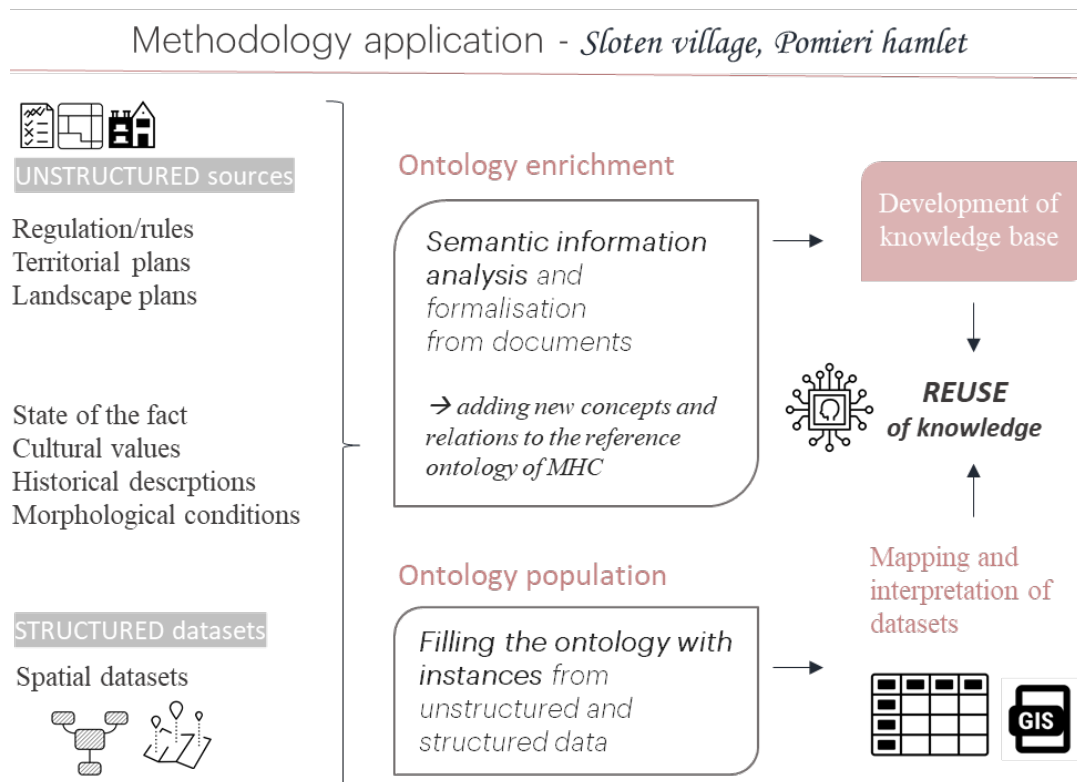 Methodology application - Sloten village, Pomieri hamlet
UNSTRUCTURED sources
Regulation/rules
Territorial plans
Landscape plans
State of the fact
Cultural values
Historical descrptions
Morphological conditions
STRUCTURED datasets
Spatial datasets
Ontology enrichment
Semantic information
analysis and
formalisation
from documents
→ adding new concepts and
relations to the reference
ontology of MHC
Ontology population
Filling the ontology with
instances from
unstructured and
structured data
Development of
knowledge base
REUSE
of knowledge
Mapping and
interpretation of
datasets
GIS